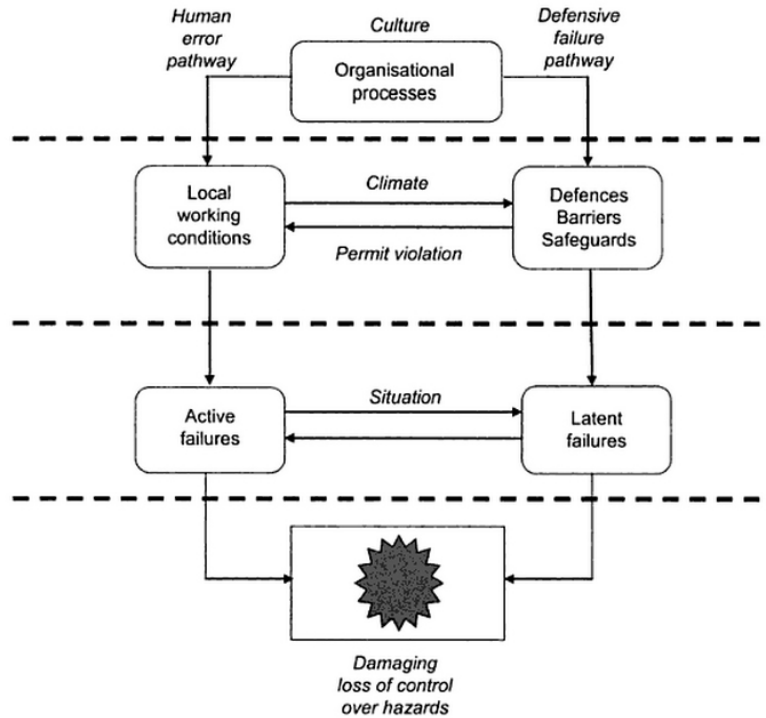 Human
error
pathway
Culture
Defensive
failure
pathway
Organisational
processes
Local
working
conditions
Climate
Permit violation
Defences
Barriers
Safeguards
Active
failures
Situation
Latent
failures
Damaging
loss of control
over hazards